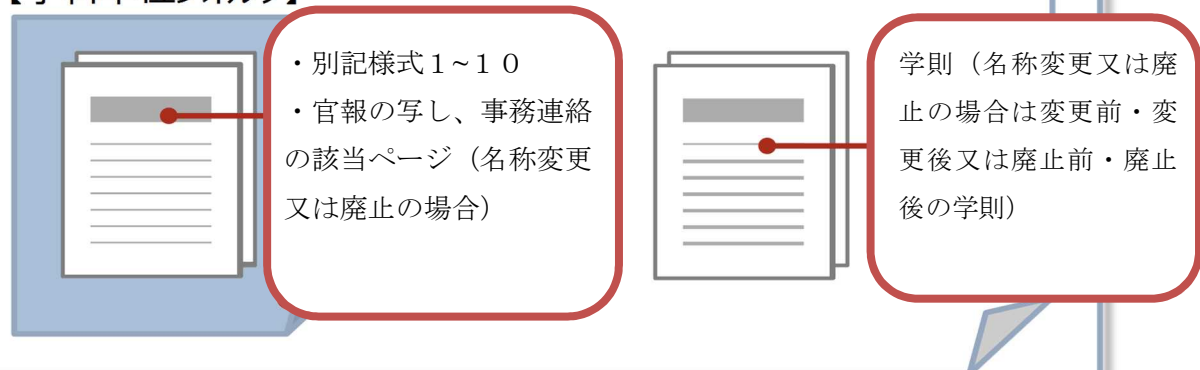 ・別記様式１~１０
・官報の写し、事務連絡
の該当ページ（名称変更
又は廃止の場合）
学則（名称変更又は廃
止の場合は変更前・変
更後又は廃止前・廃止
後の学則）